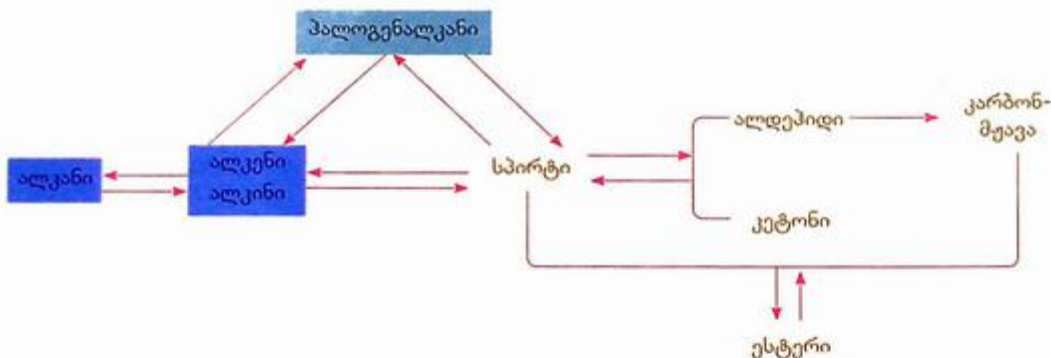 ჰალოგენალკანი
ალდეჰიდი
კარბონ-
მჟავა
ალკანი
ალკენი
ალკინი
სპირტი
კეტონი
ესტერი